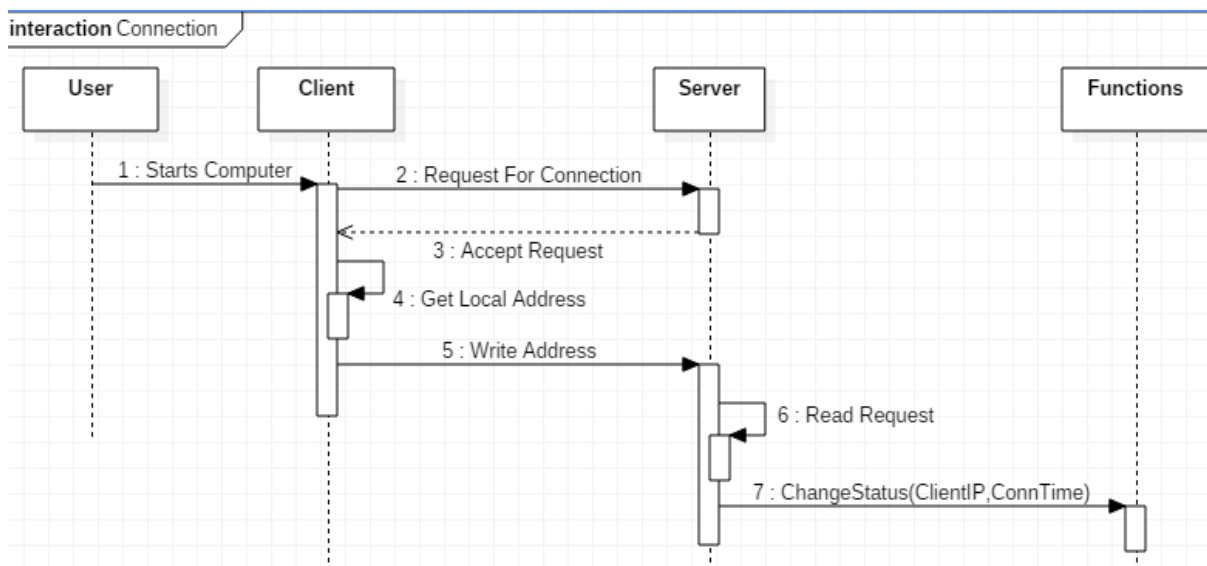 interaction Connection
User
Client
Server
Functions
1 : Starts Computer
2 : Request For Connection
3 : Accept Request
4 : Get Local Address
5 : Write Address
6 : Read Request
7 : ChangeStatus(ClientIP,ConnTime)